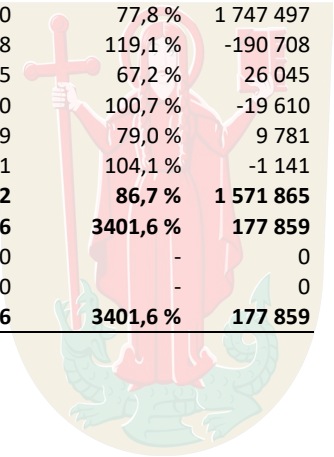 0 77,8 % 1 747 497
8 119,1 % -190 708
5 67,2 % 26 045
0 100,7 % -19 610
9 79,0 % 9 781
1 104,1 % -1 141
2 86,7 % 1 571 865
6 3401,6 % 177 859
0 - 0
0 - 0
6 3401,6 % 177 859